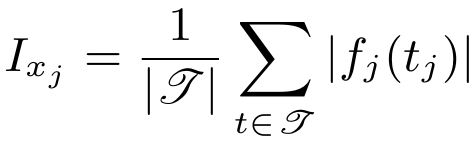 $I_{x_j} = \frac{1}{|\mathscr{T}|} \sum_{t \in \mathscr{T}} |f_j(t_j)|$